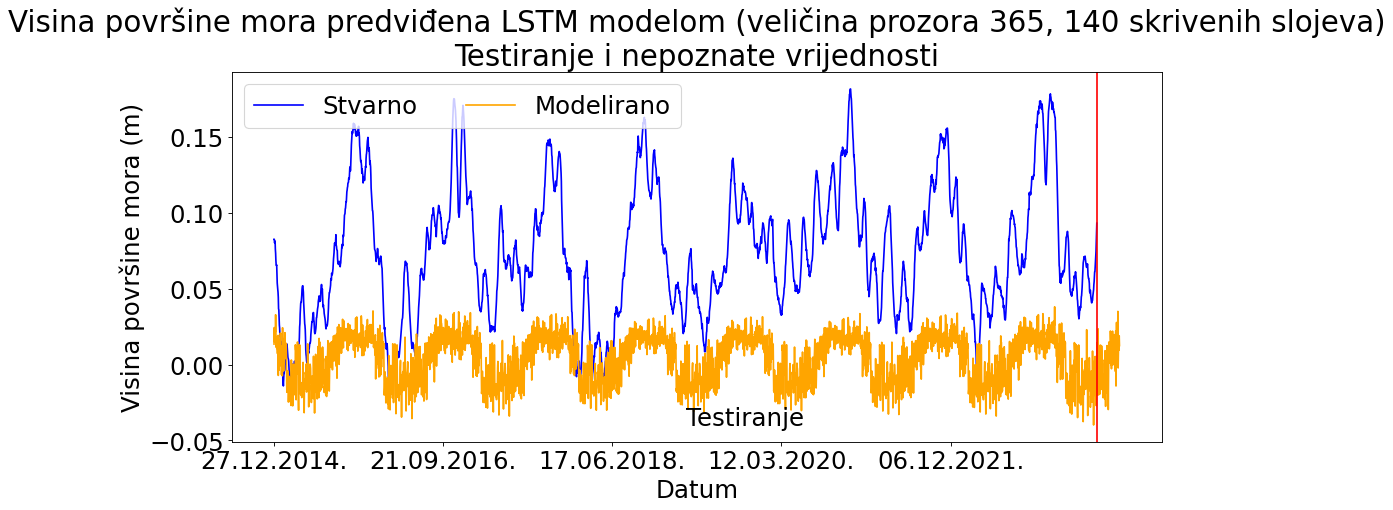 Visina površine mora predviđena LSTM modelom (veličina prozora 365, 140 skrivenih slojeva)
Testiranje i nepoznate vrijednosti
Stvarno
Modelirano
Visina površine mora (m)
0.15
0.10
0.05
0.00
−0.05
Testiranje
27.12.2014.
21.09.2016.
17.06.2018.
12.03.2020.
06.12.2021.
Datum